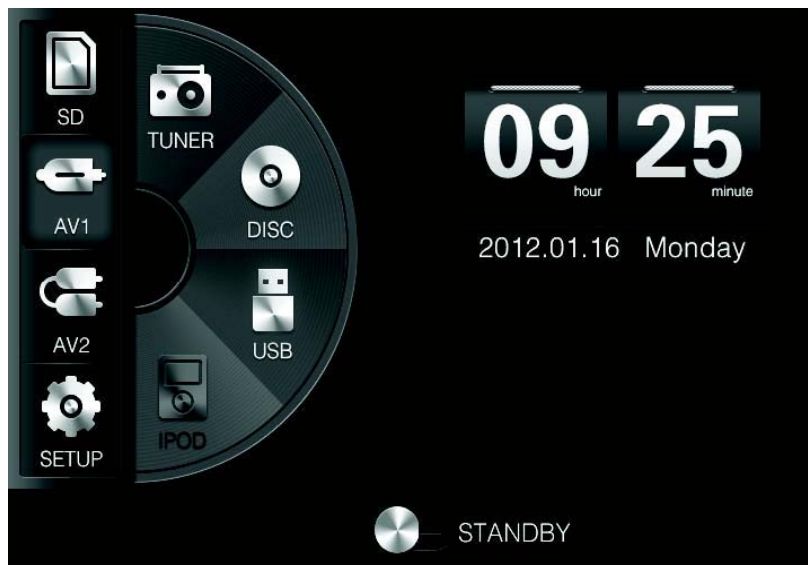 SD
AV1
AV2
SETUP
TUNER
DISC
USB
IPOD
09 25
hour minute
2012.01.16 Monday
STANDBY